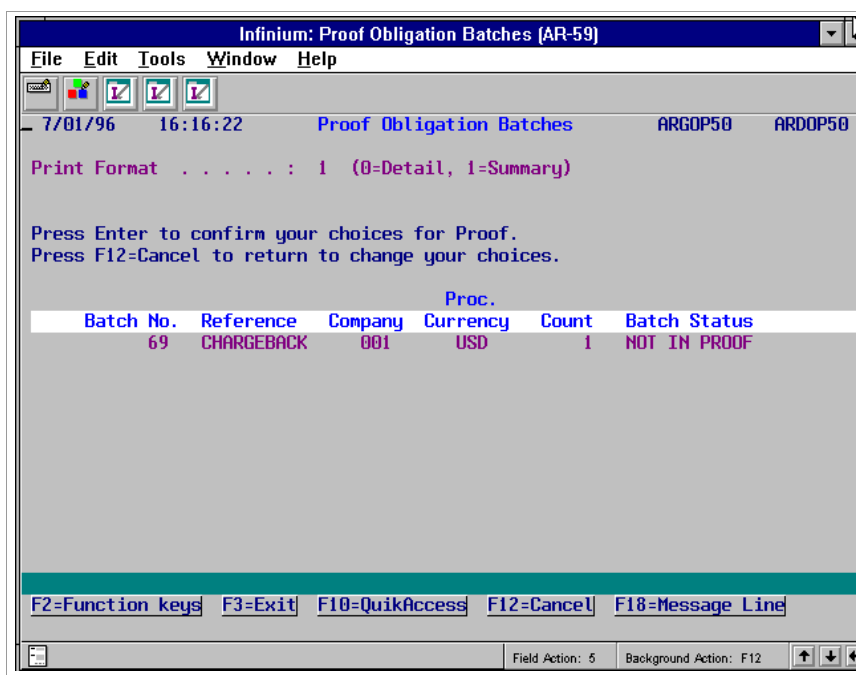 Infinium: Proof Obligation Batches (AR-59)
File Edit Tools Window Help
7/01/96 16:16:22 Proof Obligation Batches ARGOP50 ARDOP50
Print Format . . . . . : 1 (0=Detail, 1=Summary)
Press Enter to confirm your choices for Proof.
Press F12=Cancel to return to change your choices.
Proc.
Batch No. Reference Company Currency Count Batch Status
69 CHARGEBACK 001 USD 1 NOT IN PROOF
F2=Function keys F3=Exit F10=QuikAccess F12=Cancel F18=Message Line
Field Action: 5 Background Action: F12